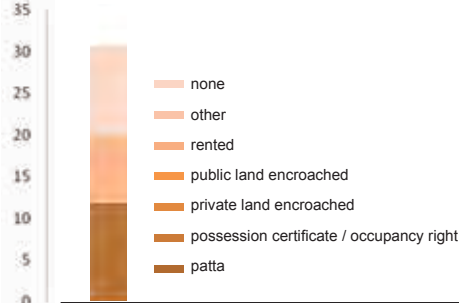 35
30
25
20
15
10
5
0
none
other
rented
public land encroached
private land encroached
possession certificate / occupancy right
patta